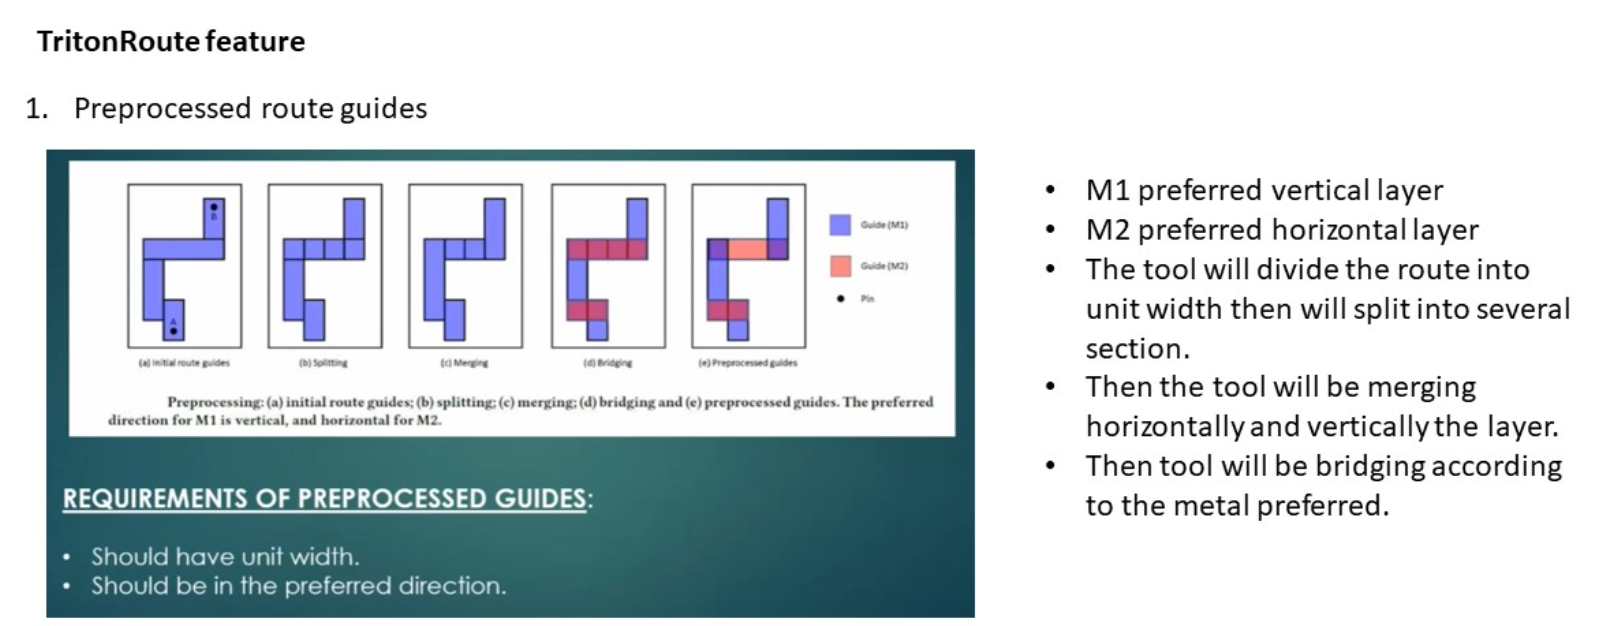 TritonRoute feature
1. Preprocessed route guides
B
A
(a) Initial route guides
(b) Splitting
(c) Merging
(d) Bridging
(e) Preprocessed guides
Guide (M1)
Guide (M2)
Pin
Preprocessing: (a) initial route guides; (b) splitting; (c) merging; (d) bridging and (e) preprocessed guides. The preferred
direction for M1 is vertical, and horizontal for M2.
REQUIREMENTS OF PREPROCESSED GUIDES:
• Should have unit width.
• Should be in the preferred direction.
• M1 preferred vertical layer
• M2 preferred horizontal layer
• The tool will divide the route into
unit width then will split into several
section.
• Then the tool will be merging
horizontally and vertically the layer.
• Then tool will be bridging according
to the metal preferred.